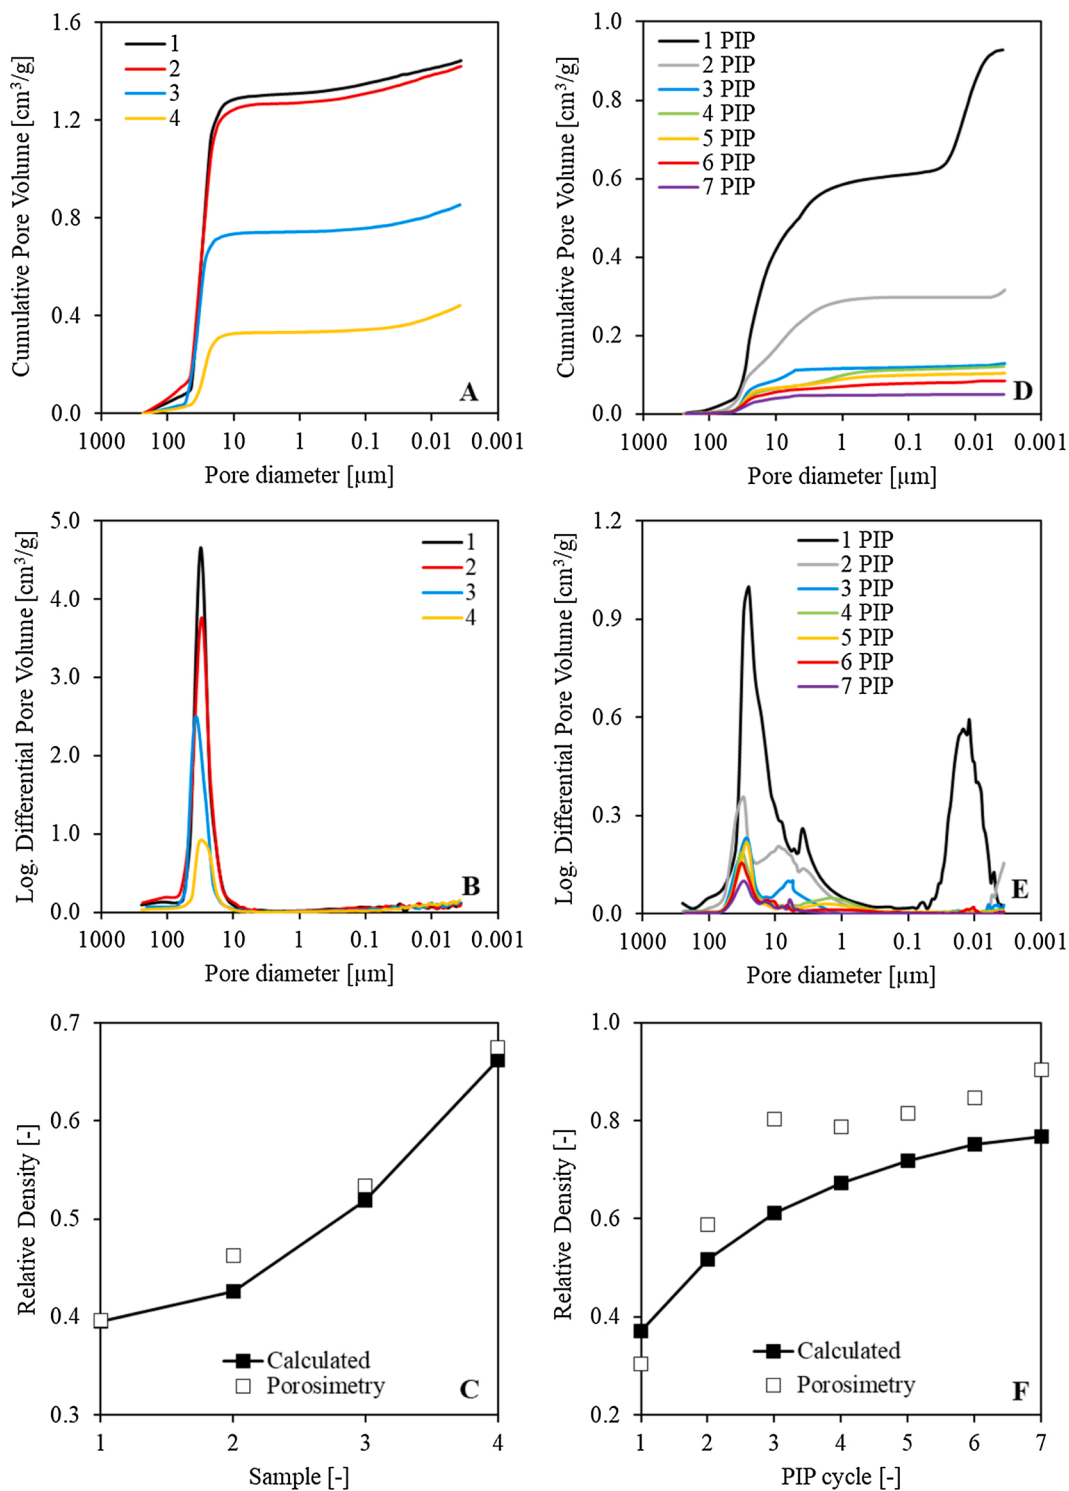 Cumulative Pore Volume [cm³/g]
1.6
1.2
0.8
0.4
0.0
1
2
3
4
A
1000 100 10 1 0.1 0.01 0.001
Pore diameter [µm]
Cumulative Pore Volume [cm³/g]
1.0
0.8
0.6
0.4
0.2
0.0
1 PIP
2 PIP
3 PIP
4 PIP
5 PIP
6 PIP
7 PIP
D
1000 100 10 1 0.1 0.01 0.001
Pore diameter [µm]
Log. Differential Pore Volume [cm³/g]
5.0
4.0
3.0
2.0
1.0
0.0
1
2
3
4
B
1000 100 10 1 0.1 0.01 0.001
Pore diameter [µm]
Log. Differential Pore Volume [cm³/g]
1.2
0.9
0.6
0.3
0.0
1 PIP
2 PIP
3 PIP
4 PIP
5 PIP
6 PIP
7 PIP
E
1000 100 10 1 0.1 0.01 0.001
Pore diameter [µm]
Relative Density [-]
0.7
0.6
0.5
0.4
0.3
Calculated
Porosimetry
C
1 2 3 4
Sample [-]
Relative Density [-]
1.0
0.8
0.6
0.4
0.2
Calculated
Porosimetry
F
1 2 3 4 5 6 7
PIP cycle [-]